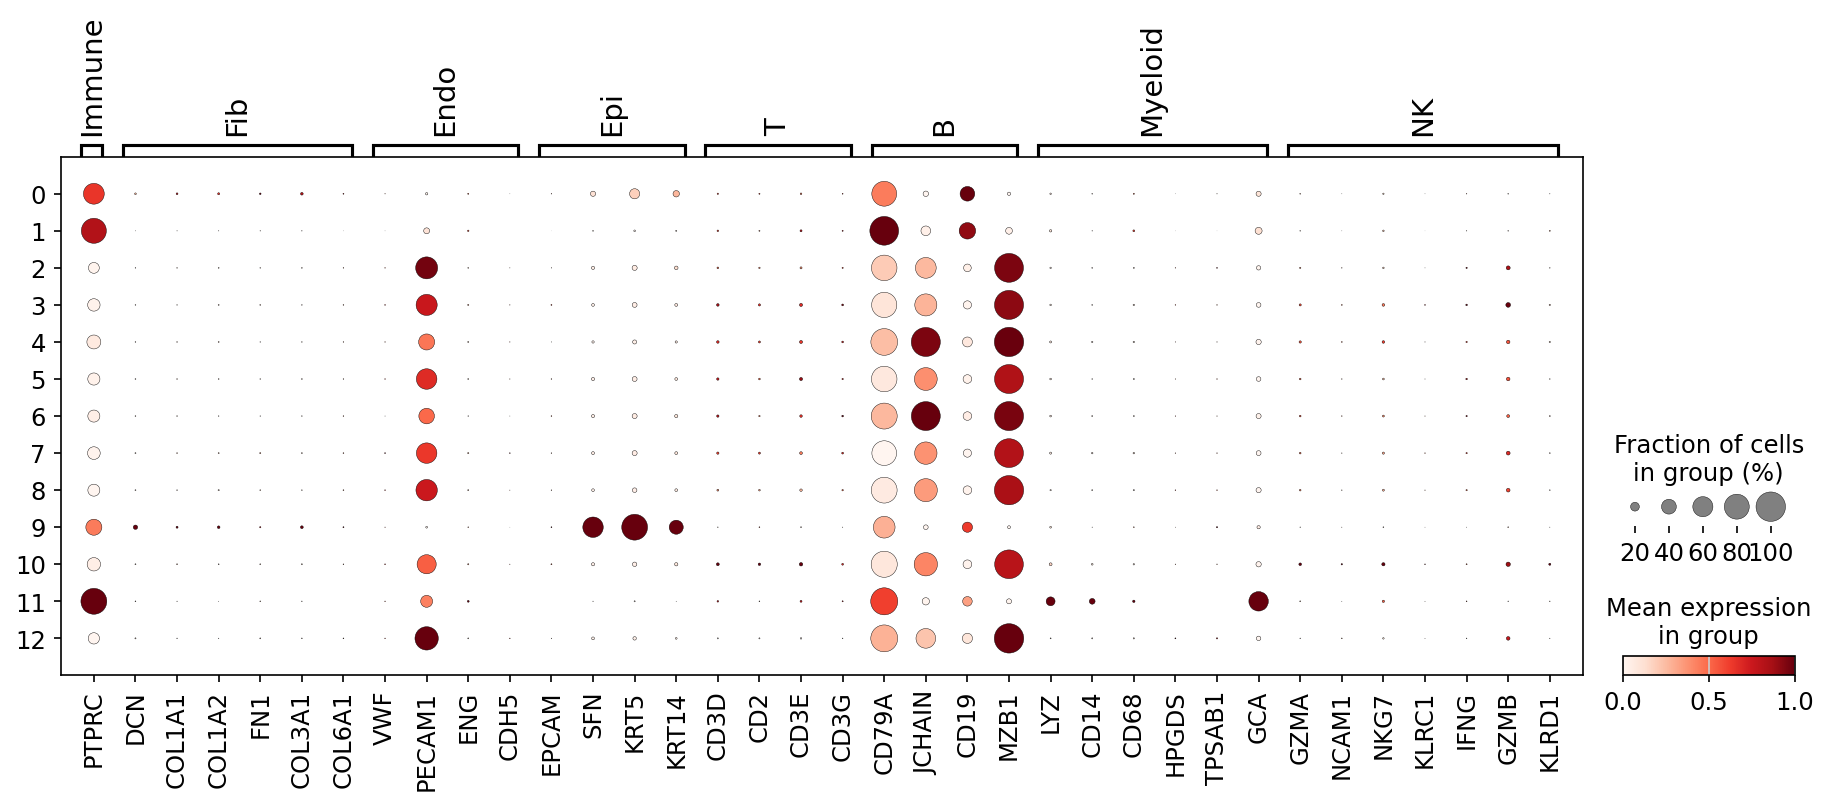 Immune
Fib
Endo
Epi
T
B
Myeloid
NK
0
1
2
3
4
5
6
7
8
9
10
11
12
PTPRC
DCN
COL1A1
COL1A2
FN1
COL3A1
COL6A1
VWF
PECAM1
ENG
CDH5
EPCAM
SFN
KRT5
KRT14
CD3D
CD2
CD3E
CD3G
CD79A
JCHAIN
CD19
MZB1
LYZ
CD14
CD68
HPGDS
TPSAB1
GCA
GZMA
NCAM1
NKG7
KLRC1
IFNG
GZMB
KLRD1
Fraction of cells
in group (%)
20 40 60 80 100
Mean expression
in group
0.0 0.5 1.0